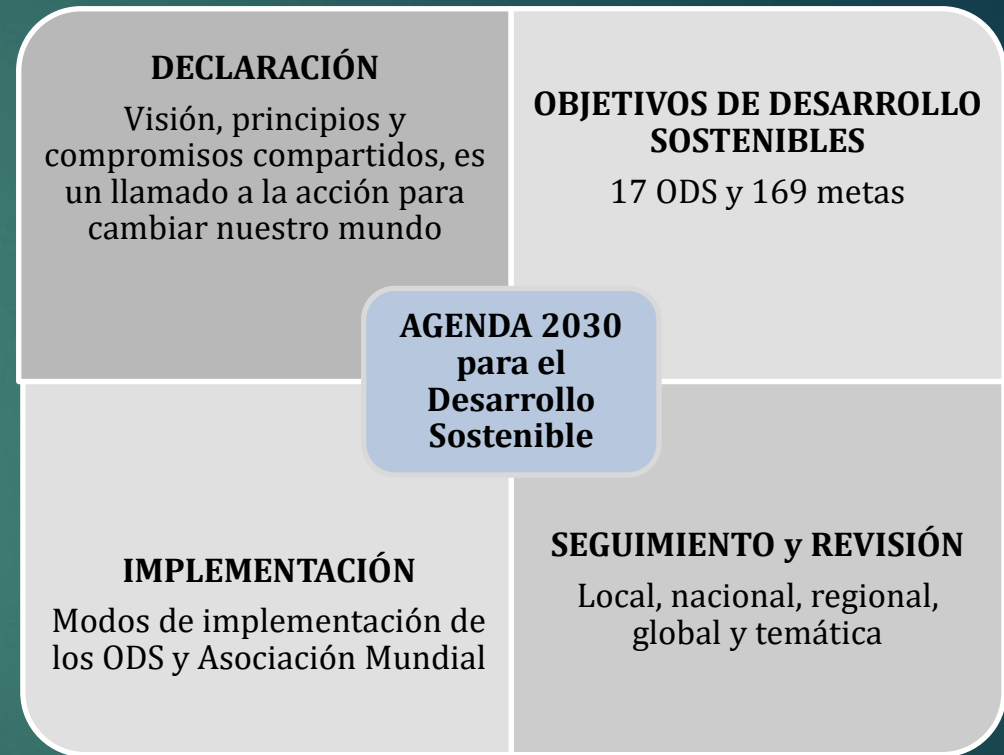 DECLARACIÓN
Visión, principios y
compromisos compartidos, es
un llamado a la acción para
cambiar nuestro mundo
OBJETIVOS DE DESARROLLO
SOSTENIBLES
17 ODS y 169 metas
AGENDA 2030
para el
Desarrollo
Sostenible
IMPLEMENTACIÓN
Modos de implementación de
los ODS y Asociación Mundial
SEGUIMIENTO y REVISIÓN
Local, nacional, regional,
global y temática